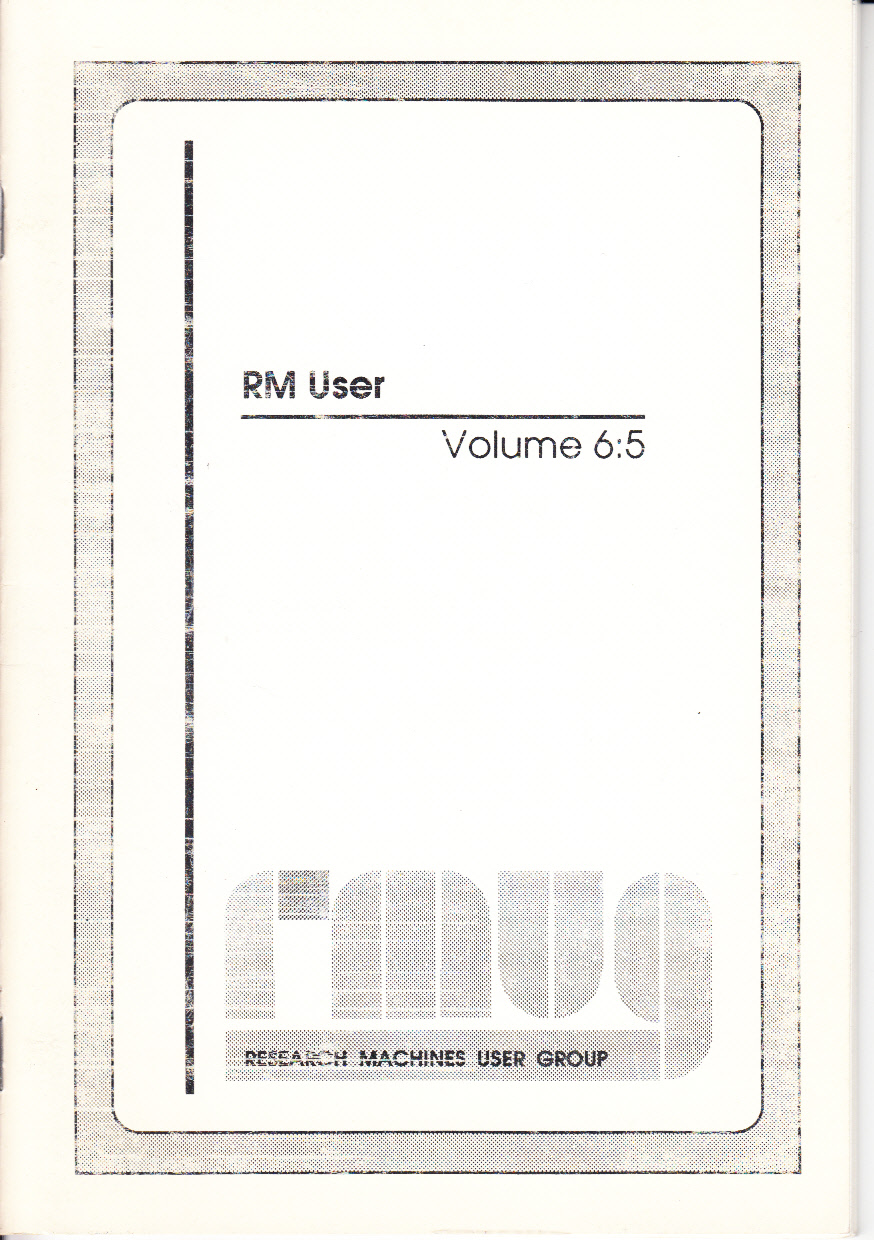 RM User
Volume 6:5
rmug
RESEARCH MACHINES USER GROUP